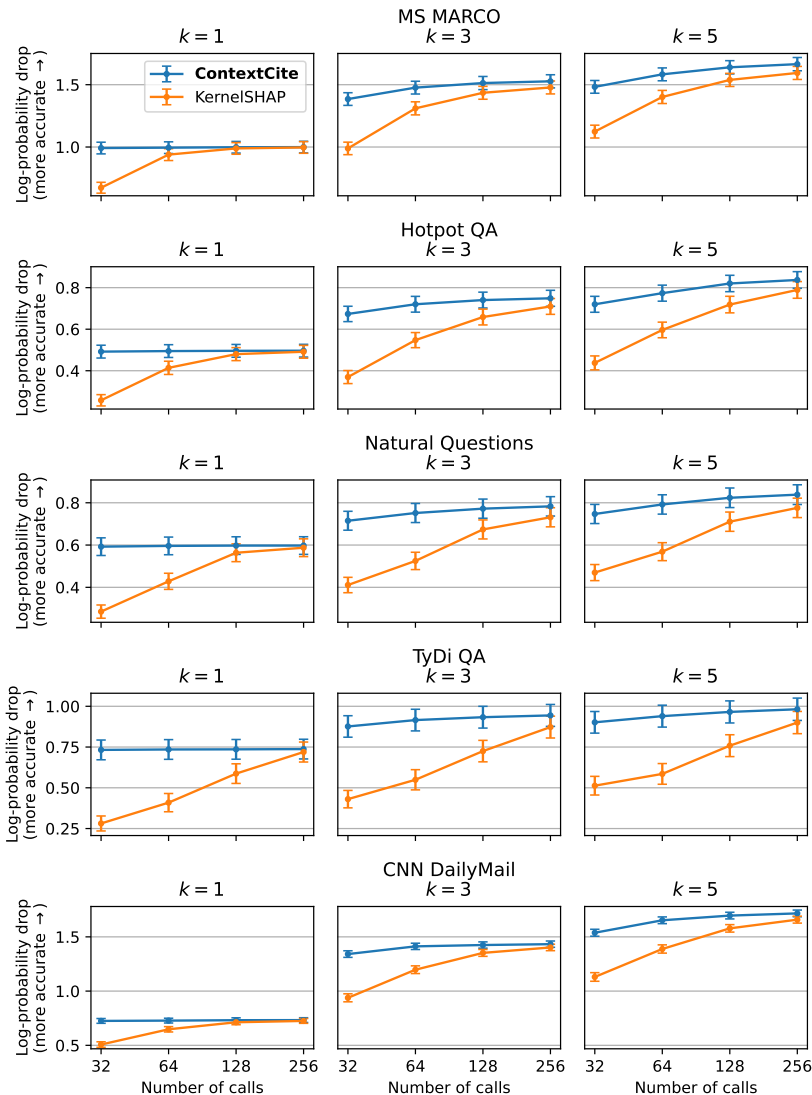 MS MARCO
k = 1
k = 3
k = 5
Log-probability drop
(more accurate →)
1.5
1.0
ContextCite
KernelSHAP
Hotpot QA
k = 1
k = 3
k = 5
Log-probability drop
(more accurate →)
0.8
0.6
0.4
Natural Questions
k = 1
k = 3
k = 5
Log-probability drop
(more accurate →)
0.8
0.6
0.4
TyDi QA
k = 1
k = 3
k = 5
Log-probability drop
(more accurate →)
1.00
0.75
0.50
0.25
CNN DailyMail
k = 1
k = 3
k = 5
Log-probability drop
(more accurate →)
1.5
1.0
0.5
32 64 128 256
32 64 128 256
32 64 128 256
Number of calls
Number of calls
Number of calls